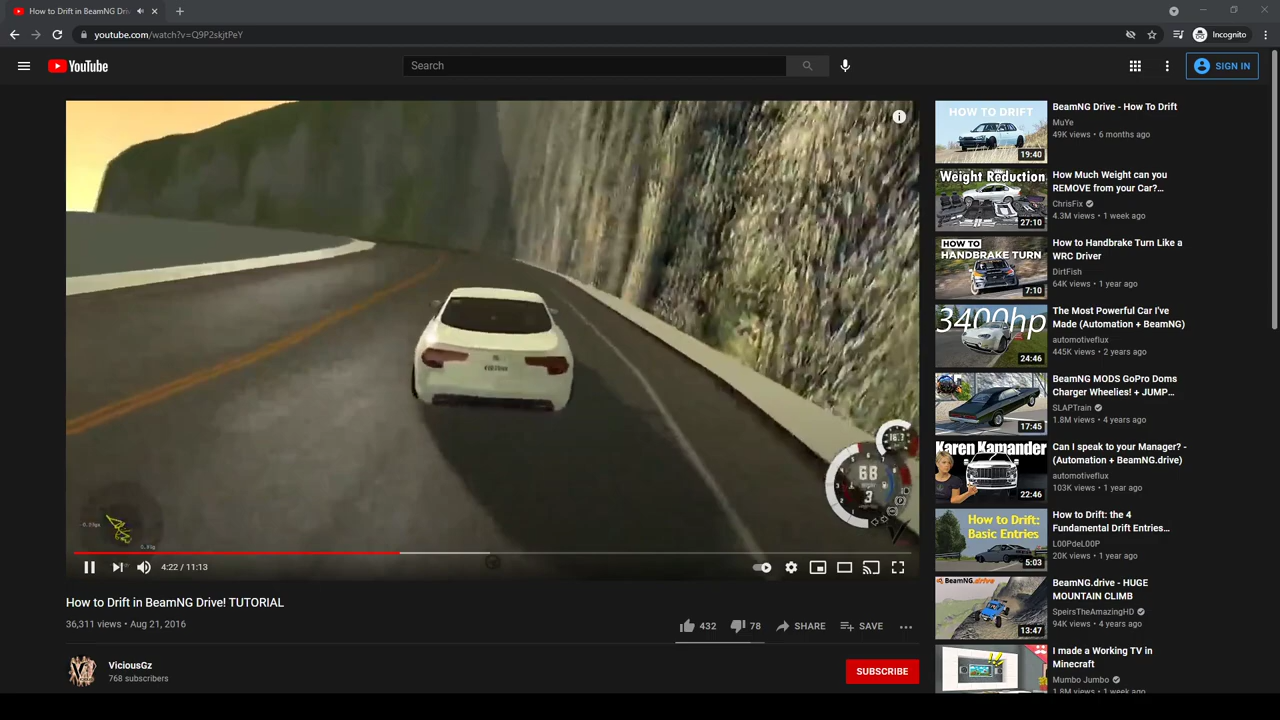 How to Drift in BeamNG Dri
youtube.com/watch?v=Q9P2skjtPeY
Incognito
YouTube
Search
SIGN IN
i
68
3
4:22 / 11:13
How to Drift in BeamNG Drive! TUTORIAL
36,311 views • Aug 21, 2016
432
78
SHARE
SAVE
ViciousGz
768 subscribers
SUBSCRIBE
HOW TO DRIFT
19:40
BeamNG Drive - How To Drift
MuYe
49K views • 6 months ago
Weight Reduction
27:10
How Much Weight can you
REMOVE from your Car?...
ChrisFix
4.3M views • 1 week ago
HOW TO
HANDBRAKE TURN
7:10
How to Handbrake Turn Like a
WRC Driver
DirtFish
64K views • 1 year ago
3400hp
24:46
The Most Powerful Car I've
Made (Automation + BeamNG)
automotiveflux
445K views • 2 years ago
17:45
BeamNG MODS GoPro Doms
Charger Wheelies! + JUMP...
SLAPTrain
1.8M views • 4 years ago
Karen Kamander
22:46
Can I speak to your Manager? -
(Automation + BeamNG.drive)
automotiveflux
103K views • 1 year ago
How to Drift:
Basic Entries
5:03
How to Drift: the 4
Fundamental Drift Entries...
L00PdeL00P
20K views • 1 year ago
BeamNG.drive
13:47
BeamNG.drive - HUGE
MOUNTAIN CLIMB
SpeirsTheAmazingHD
94K views • 4 years ago
I made a Working TV in
Minecraft
Mumbo Jumbo
1.8M views • 11 months ago